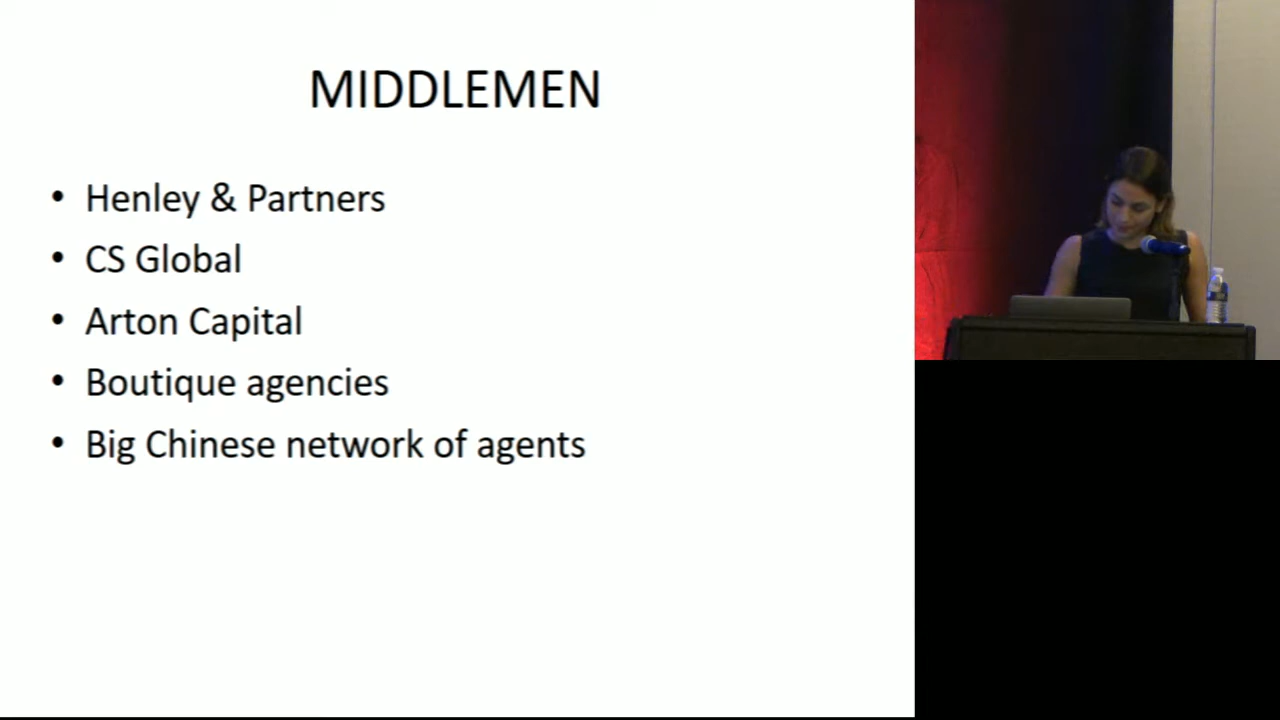 MIDDLEMEN
• Henley & Partners
• CS Global
• Arton Capital
• Boutique agencies
• Big Chinese network of agents